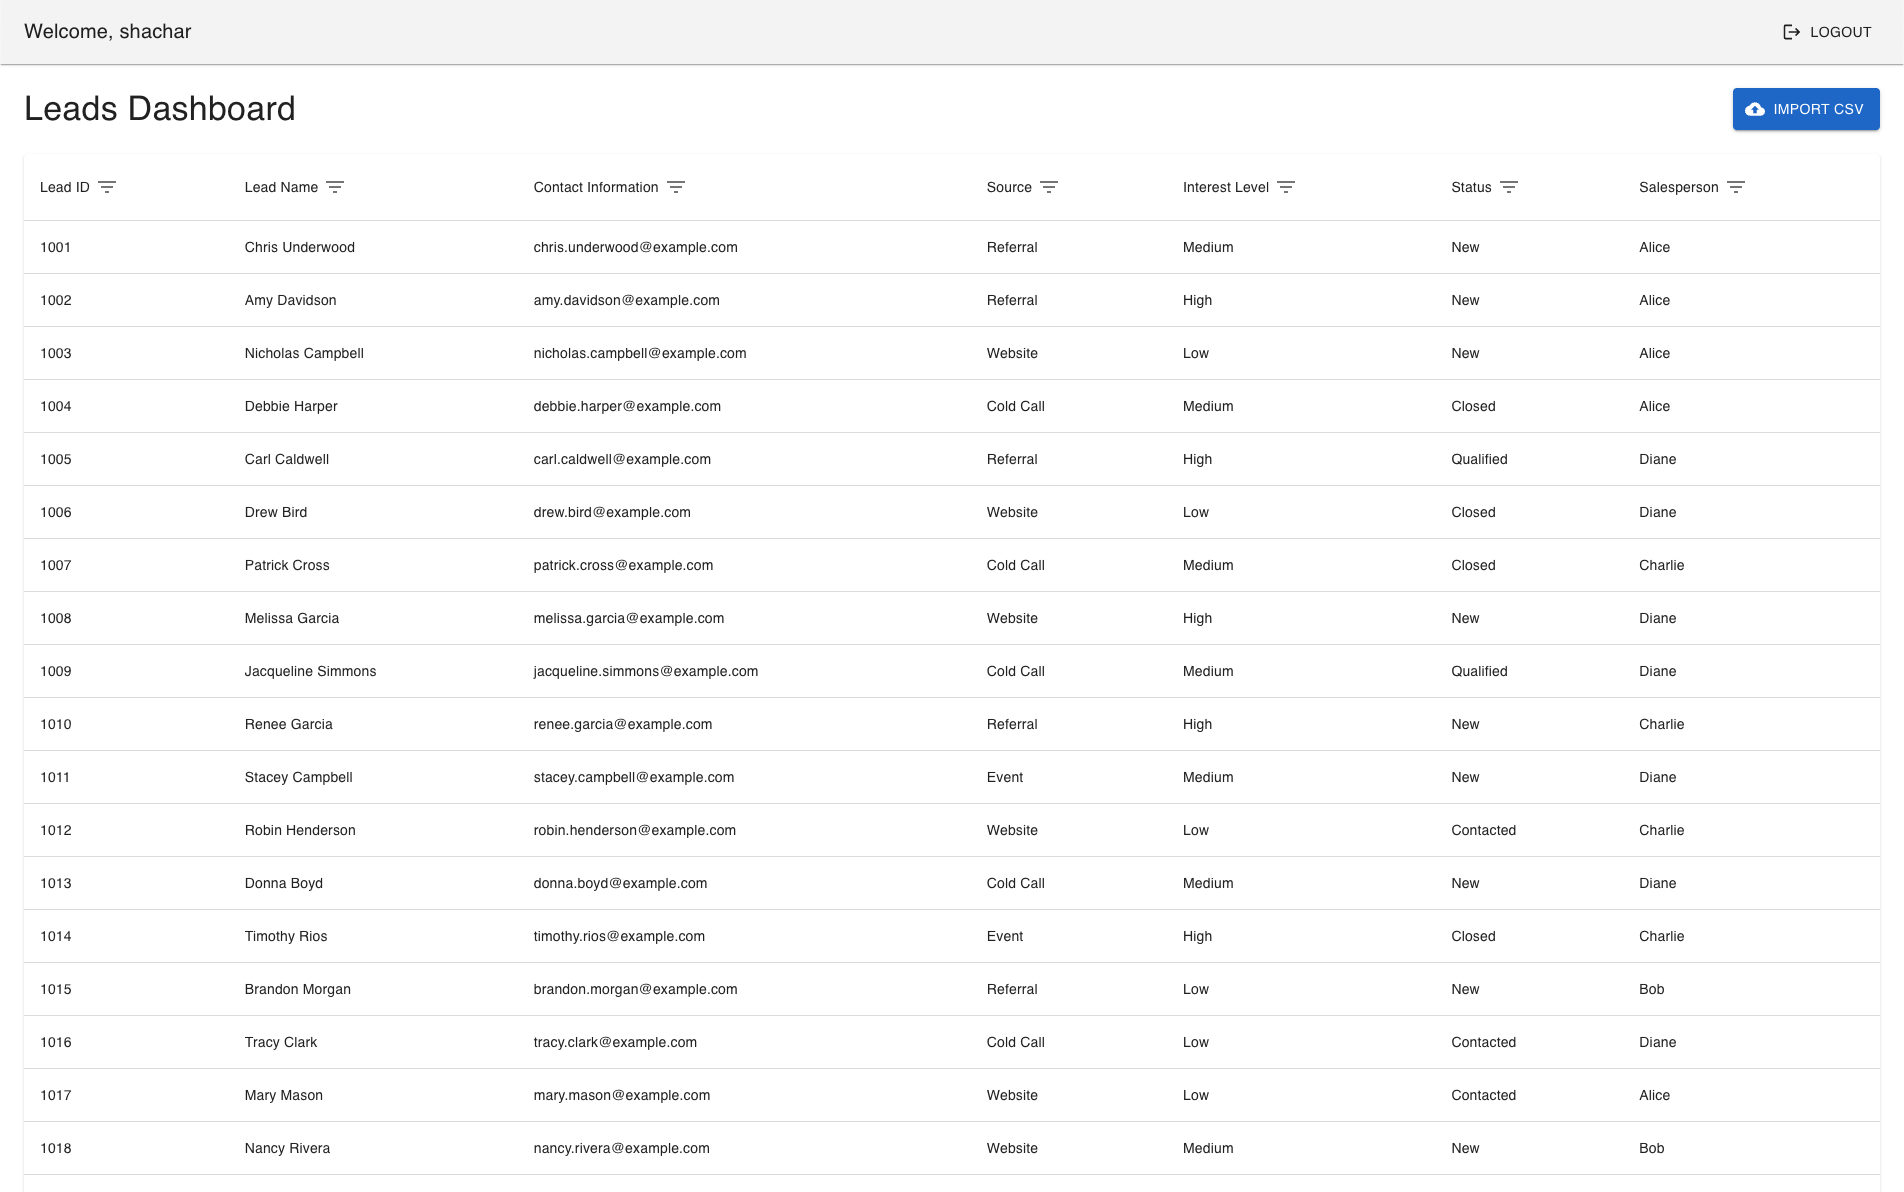 Welcome, shachar LOGOUT
Leads Dashboard IMPORT CSV
Lead ID Lead Name Contact Information Source Interest Level Status Salesperson
1001 Chris Underwood chris.underwood@example.com Referral Medium New Alice
1002 Amy Davidson amy.davidson@example.com Referral High New Alice
1003 Nicholas Campbell nicholas.campbell@example.com Website Low New Alice
1004 Debbie Harper debbie.harper@example.com Cold Call Medium Closed Alice
1005 Carl Caldwell carl.caldwell@example.com Referral High Qualified Diane
1006 Drew Bird drew.bird@example.com Website Low Closed Diane
1007 Patrick Cross patrick.cross@example.com Cold Call Medium Closed Charlie
1008 Melissa Garcia melissa.garcia@example.com Website High New Diane
1009 Jacqueline Simmons jacqueline.simmons@example.com Cold Call Medium Qualified Diane
1010 Renee Garcia renee.garcia@example.com Referral High New Charlie
1011 Stacey Campbell stacey.campbell@example.com Event Medium New Diane
1012 Robin Henderson robin.henderson@example.com Website Low Contacted Charlie
1013 Donna Boyd donna.boyd@example.com Cold Call Medium New Diane
1014 Timothy Rios timothy.rios@example.com Event High Closed Charlie
1015 Brandon Morgan brandon.morgan@example.com Referral Low New Bob
1016 Tracy Clark tracy.clark@example.com Cold Call Low Contacted Diane
1017 Mary Mason mary.mason@example.com Website Low Contacted Alice
1018 Nancy Rivera nancy.rivera@example.com Website Medium New Bob